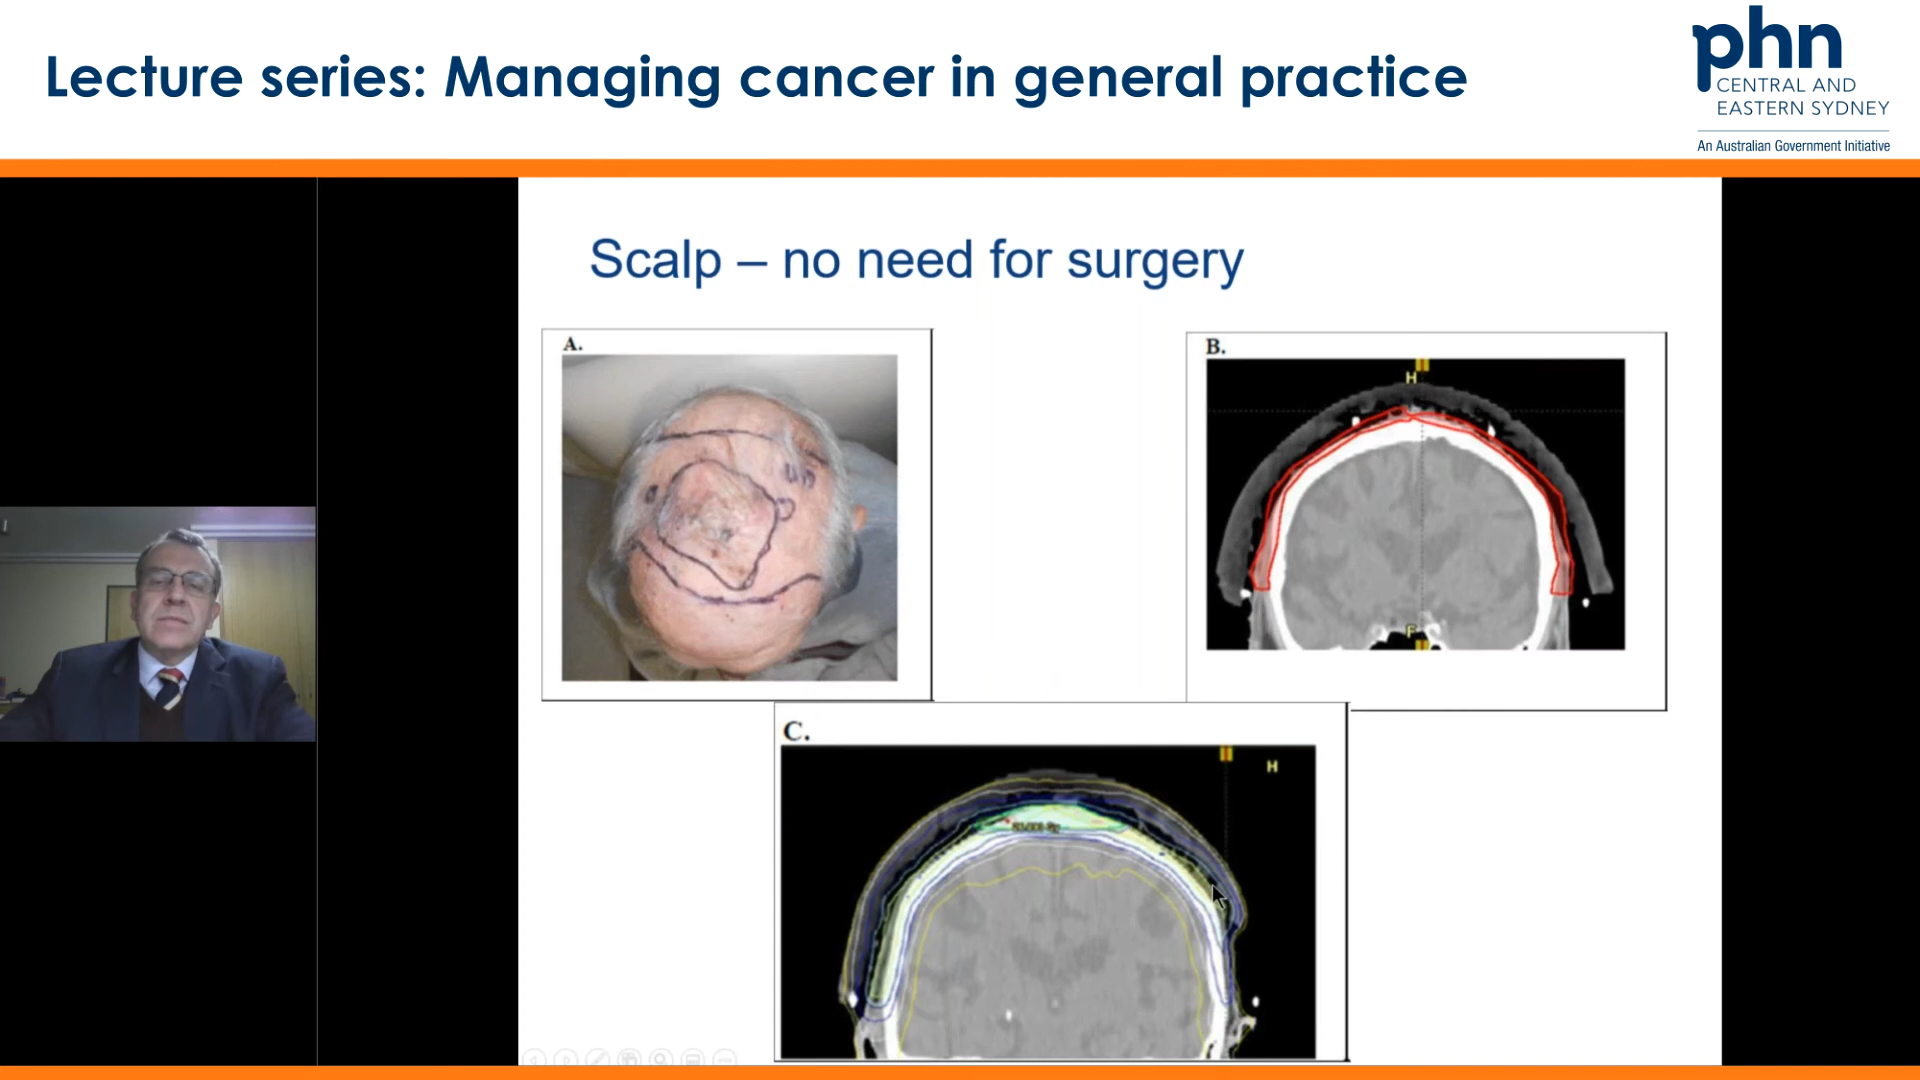 Lecture series: Managing cancer in general practice
phn
CENTRAL AND
EASTERN SYDNEY
An Australian Government Initiative
Scalp – no need for surgery
A.
B.
H
F
C.
H